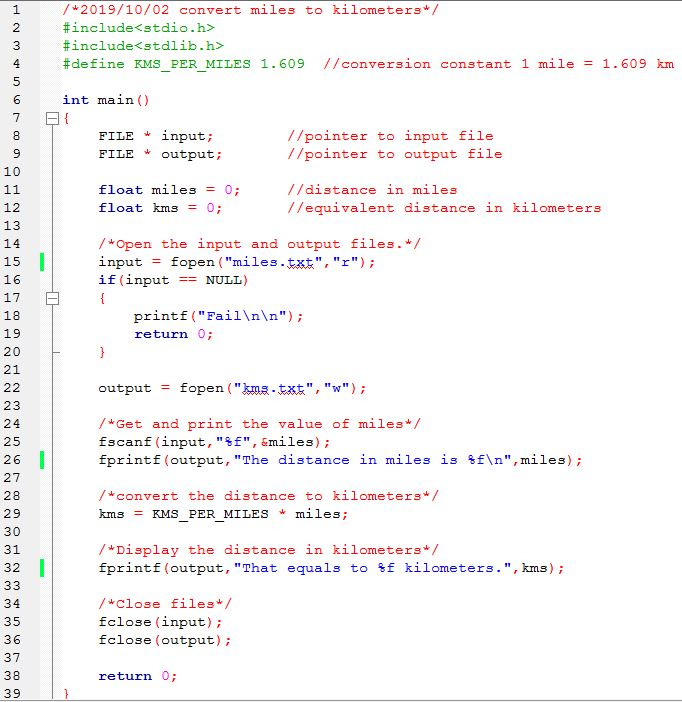 1 /*2019/10/02 convert miles to kilometers*/
2 #include<stdio.h>
3 #include<stdlib.h>
4 #define KMS_PER_MILES 1.609  //conversion constant 1 mile = 1.609 km
5
6 int main()
7 {
8     FILE * input;        //pointer to input file
9     FILE * output;       //pointer to output file
10
11     float miles = 0;     //distance in miles
12     float kms = 0;       //equivalent distance in kilometers
13
14     /*Open the input and output files.*/
15     input = fopen("miles.txt","r");
16     if(input == NULL)
17     {
18         printf("Fail\n\n");
19         return 0;
20     }
21
22     output = fopen("kms.txt","w");
23
24     /*Get and print the value of miles*/
25     fscanf(input,"%f",&miles);
26     fprintf(output,"The distance in miles is %f\n",miles);
27
28     /*convert the distance to kilometers*/
29     kms = KMS_PER_MILES * miles;
30
31     /*Display the distance in kilometers*/
32     fprintf(output,"That equals to %f kilometers.",kms);
33
34     /*Close files*/
35     fclose(input);
36     fclose(output);
37
38     return 0;
39 }